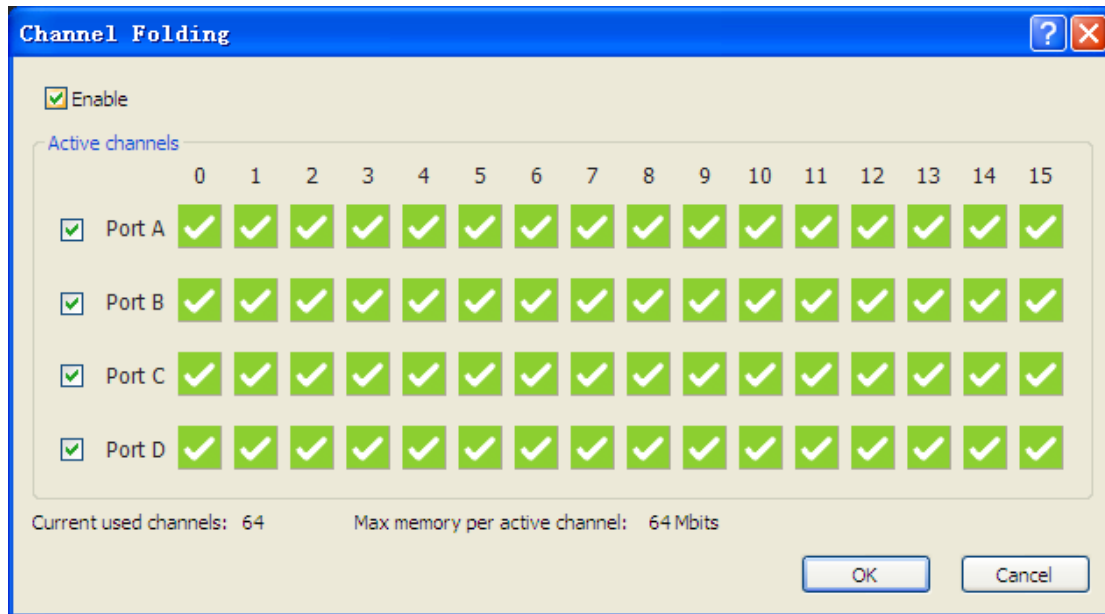 Channel Folding
Enable
Active channels
0 1 2 3 4 5 6 7 8 9 10 11 12 13 14 15
Port A
Port B
Port C
Port D
Current used channels: 64 Max memory per active channel: 64 Mbits
OK Cancel